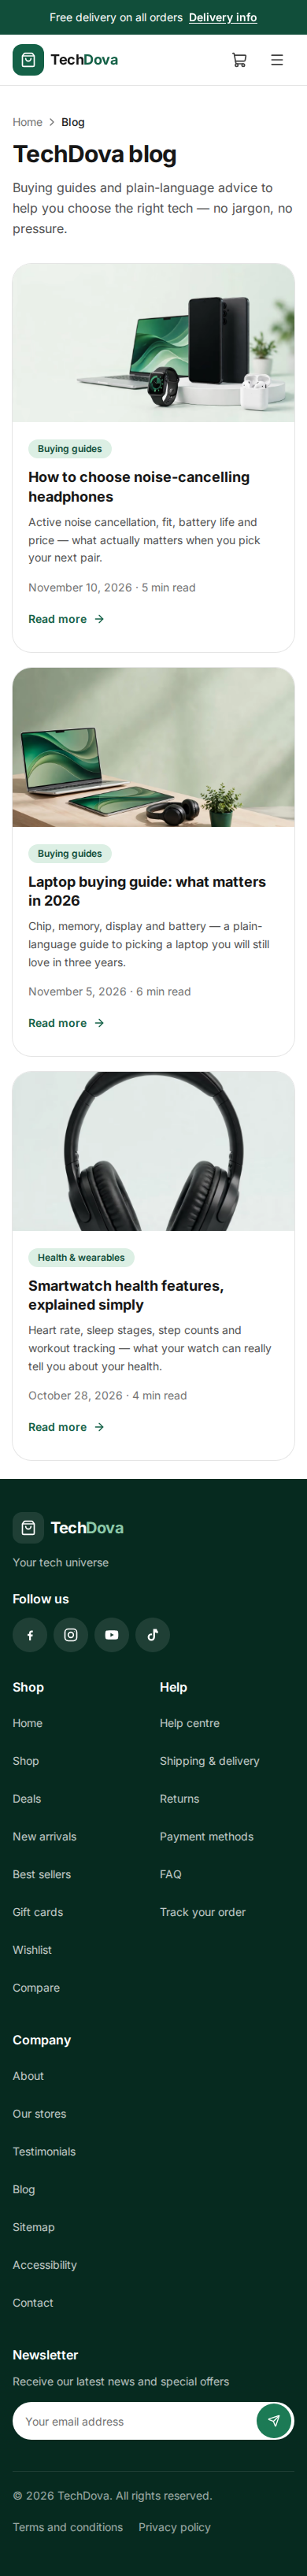 Free delivery on all orders Delivery info
TechDova
Home > Blog
TechDova blog
Buying guides and plain-language advice to
help you choose the right tech — no jargon, no
pressure.
Buying guides
How to choose noise-cancelling
headphones
Active noise cancellation, fit, battery life and
price — what actually matters when you pick
your next pair.
November 10, 2026 · 5 min read
Read more →
Buying guides
Laptop buying guide: what matters
in 2026
Chip, memory, display and battery — a plain-
language guide to picking a laptop you will still
love in three years.
November 5, 2026 · 6 min read
Read more →
Health & wearables
Smartwatch health features,
explained simply
Heart rate, sleep stages, step counts and
workout tracking — what your watch can really
tell you about your health.
October 28, 2026 · 4 min read
Read more →
TechDova
Your tech universe
Follow us
Shop
Home
Shop
Deals
New arrivals
Best sellers
Gift cards
Wishlist
Compare
Help
Help centre
Shipping & delivery
Returns
Payment methods
FAQ
Track your order
Company
About
Our stores
Testimonials
Blog
Sitemap
Accessibility
Contact
Newsletter
Receive our latest news and special offers
Your email address
© 2026 TechDova. All rights reserved.
Terms and conditions Privacy policy